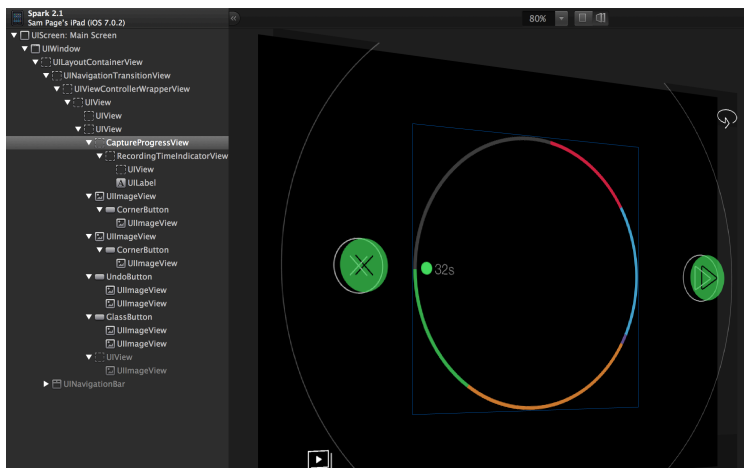 Spark 2.1
Sam Page's iPad (iOS 7.0.2)
80%
UIScreen: Main Screen
UIWindow
UILayoutContainerView
UINavigationTransitionView
UIViewControllerWrapperView
UIView
UIView
UIView
CaptureProgressView
RecordingTimeIndicatorView
UIView
UILabel
UIImageView
CornerButton
UIImageView
UIImageView
CornerButton
UIImageView
UndoButton
UIImageView
UIImageView
GlassButton
UIImageView
UIImageView
UIView
UIImageView
UINavigationBar
32s